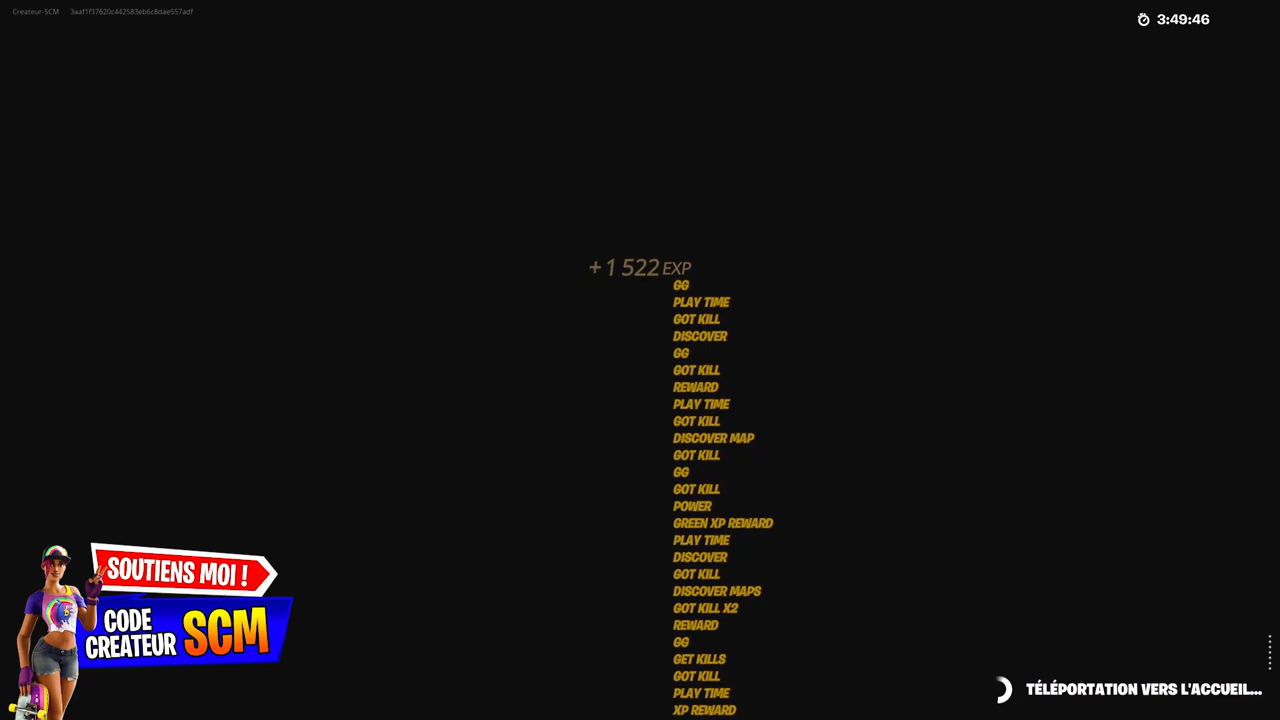 Createur-SCM 3aaf1f37620c442583eb6c8dae557adf
3:49:46
+ 1 522 EXP
GG
PLAY TIME
GOT KILL
DISCOVER
GG
GOT KILL
REWARD
PLAY TIME
GOT KILL
DISCOVER MAP
GOT KILL
GG
GOT KILL
POWER
GREEN XP REWARD
PLAY TIME
DISCOVER
GOT KILL
DISCOVER MAPS
GOT KILL X2
REWARD
GG
GET KILLS
GOT KILL
PLAY TIME
XP REWARD
SOUTIENS MOI !
CODE
CREATEUR SCM
TÉLÉPORTATION VERS L'ACCUEIL...